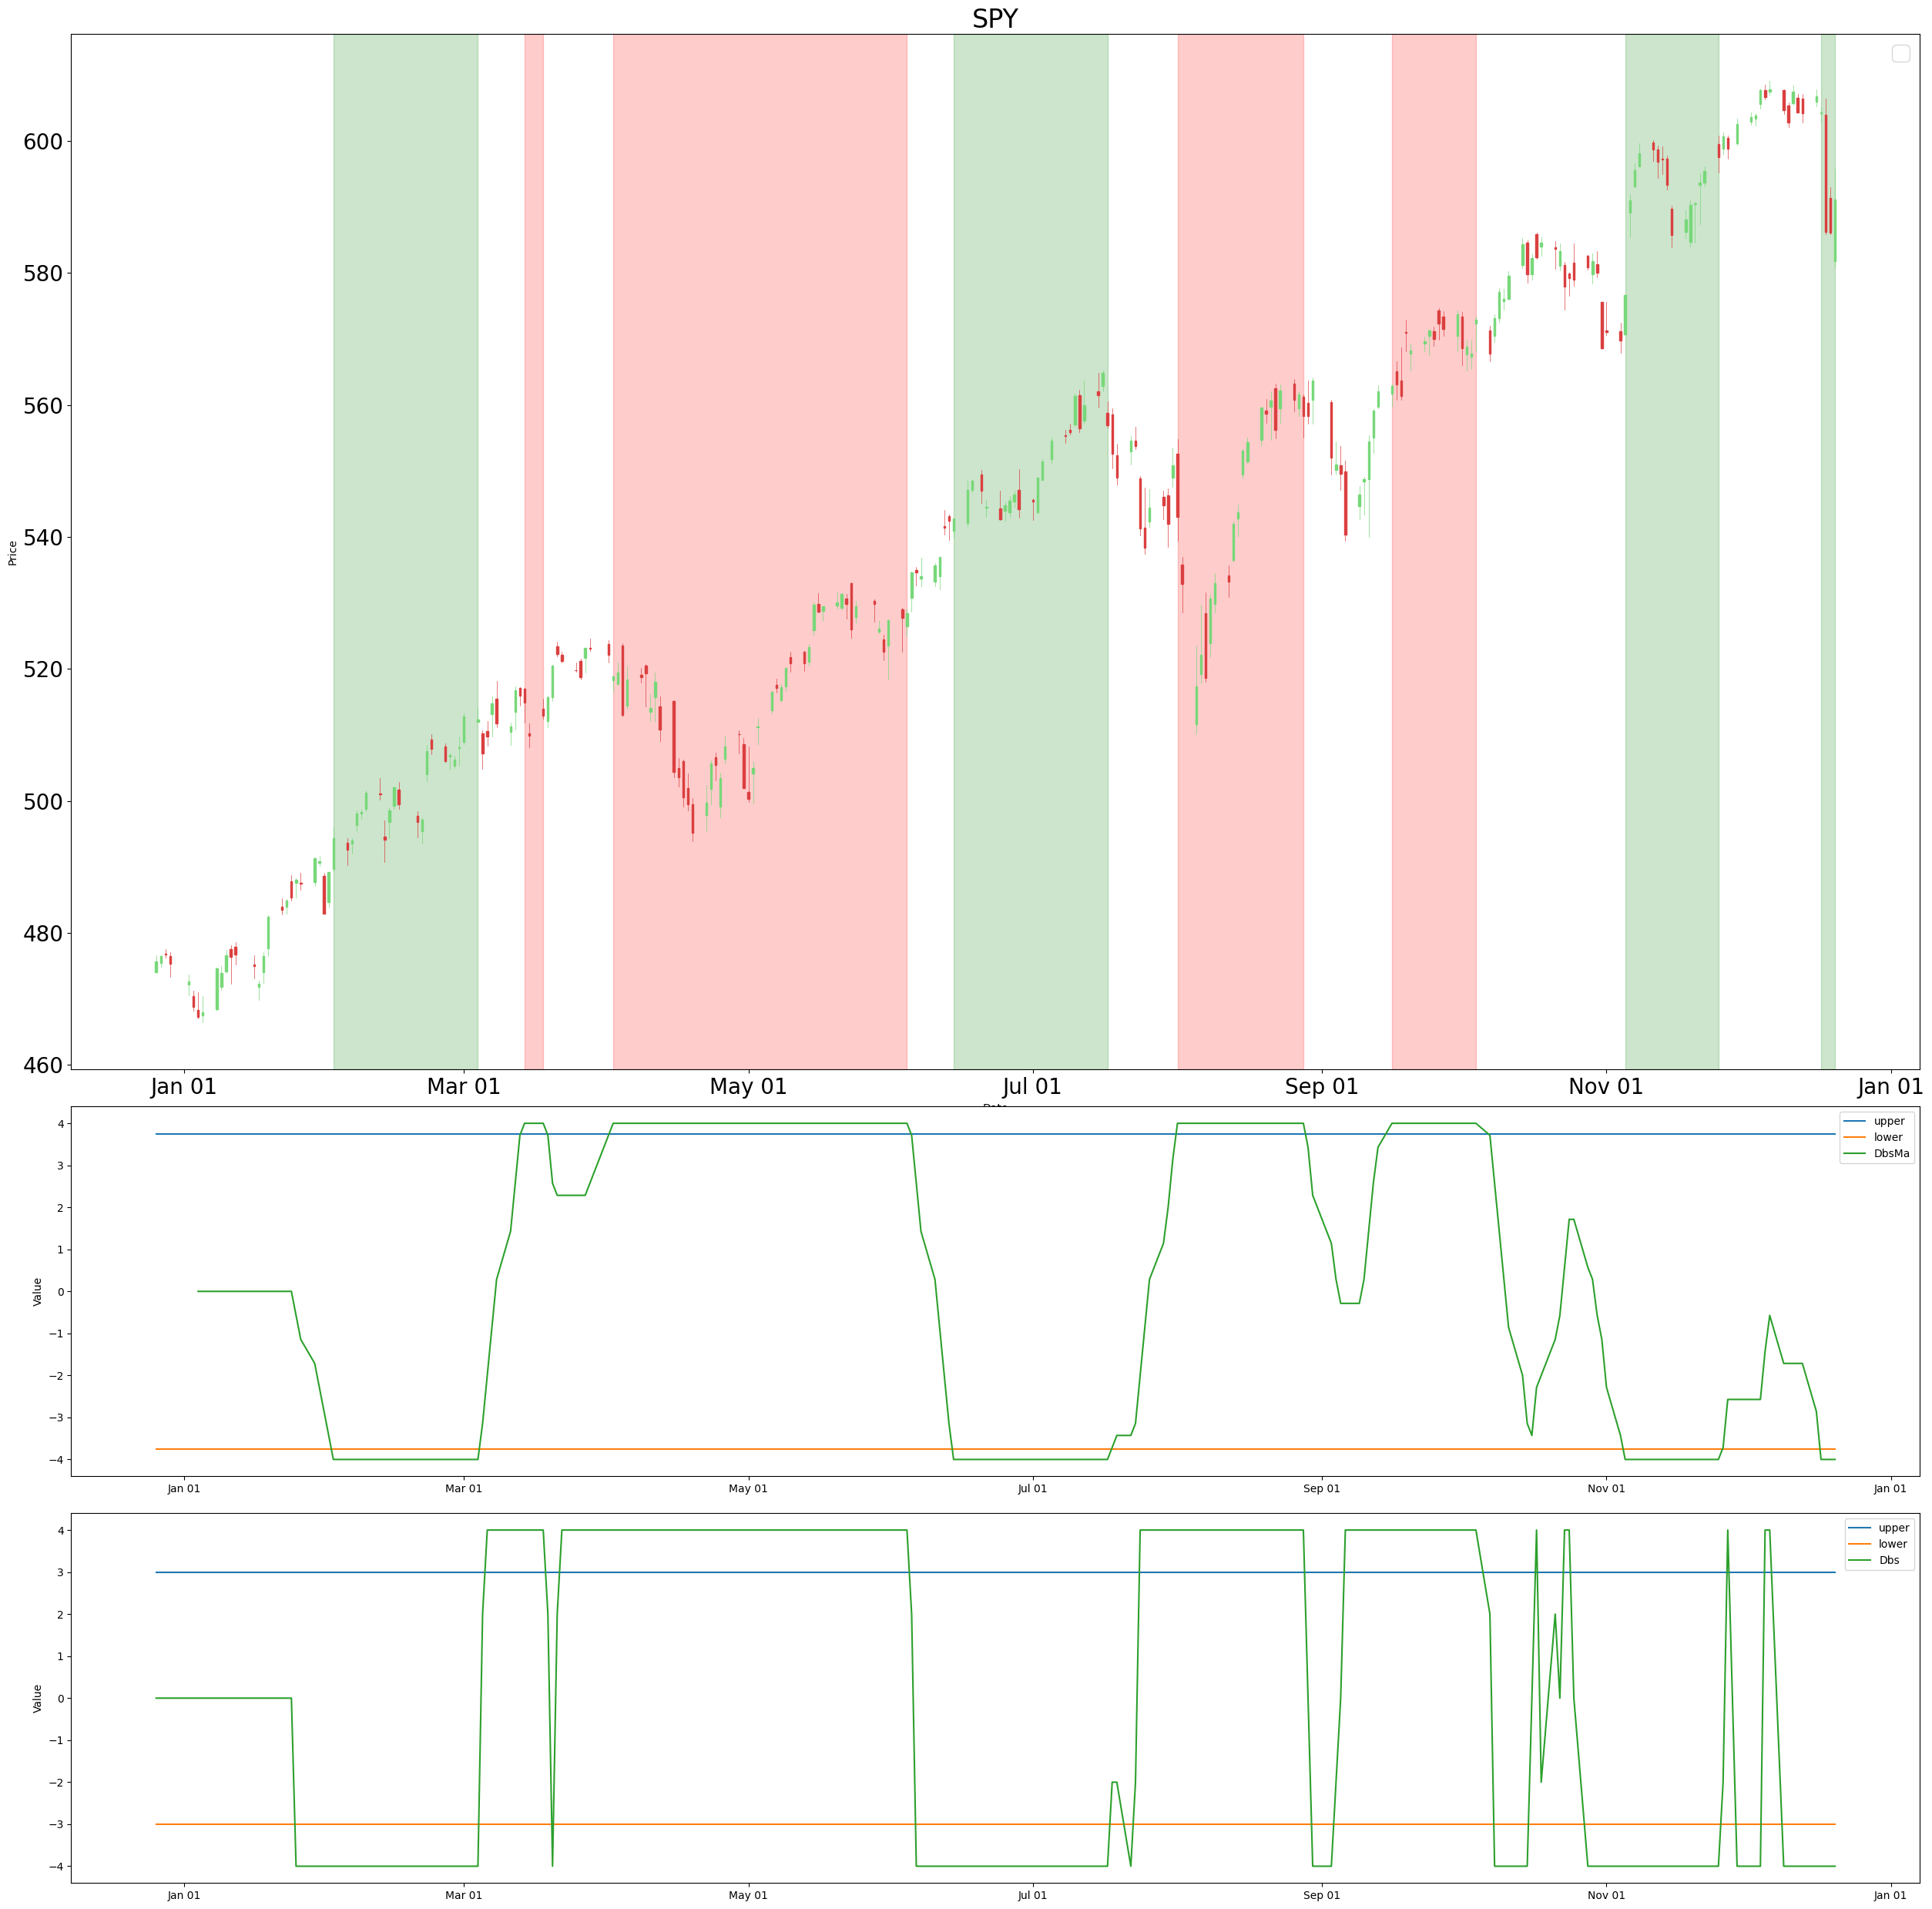 SPY
600
580
560
540
520
500
480
460
Price
Jan 01
Mar 01
May 01
Jul 01
Sep 01
Nov 01
Jan 01
upper
lower
DbsMa
4
3
2
1
0
−1
−2
−3
−4
Value
Jan 01
Mar 01
May 01
Jul 01
Sep 01
Nov 01
Jan 01
upper
lower
Dbs
4
3
2
1
0
−1
−2
−3
−4
Value
Jan 01
Mar 01
May 01
Jul 01
Sep 01
Nov 01
Jan 01